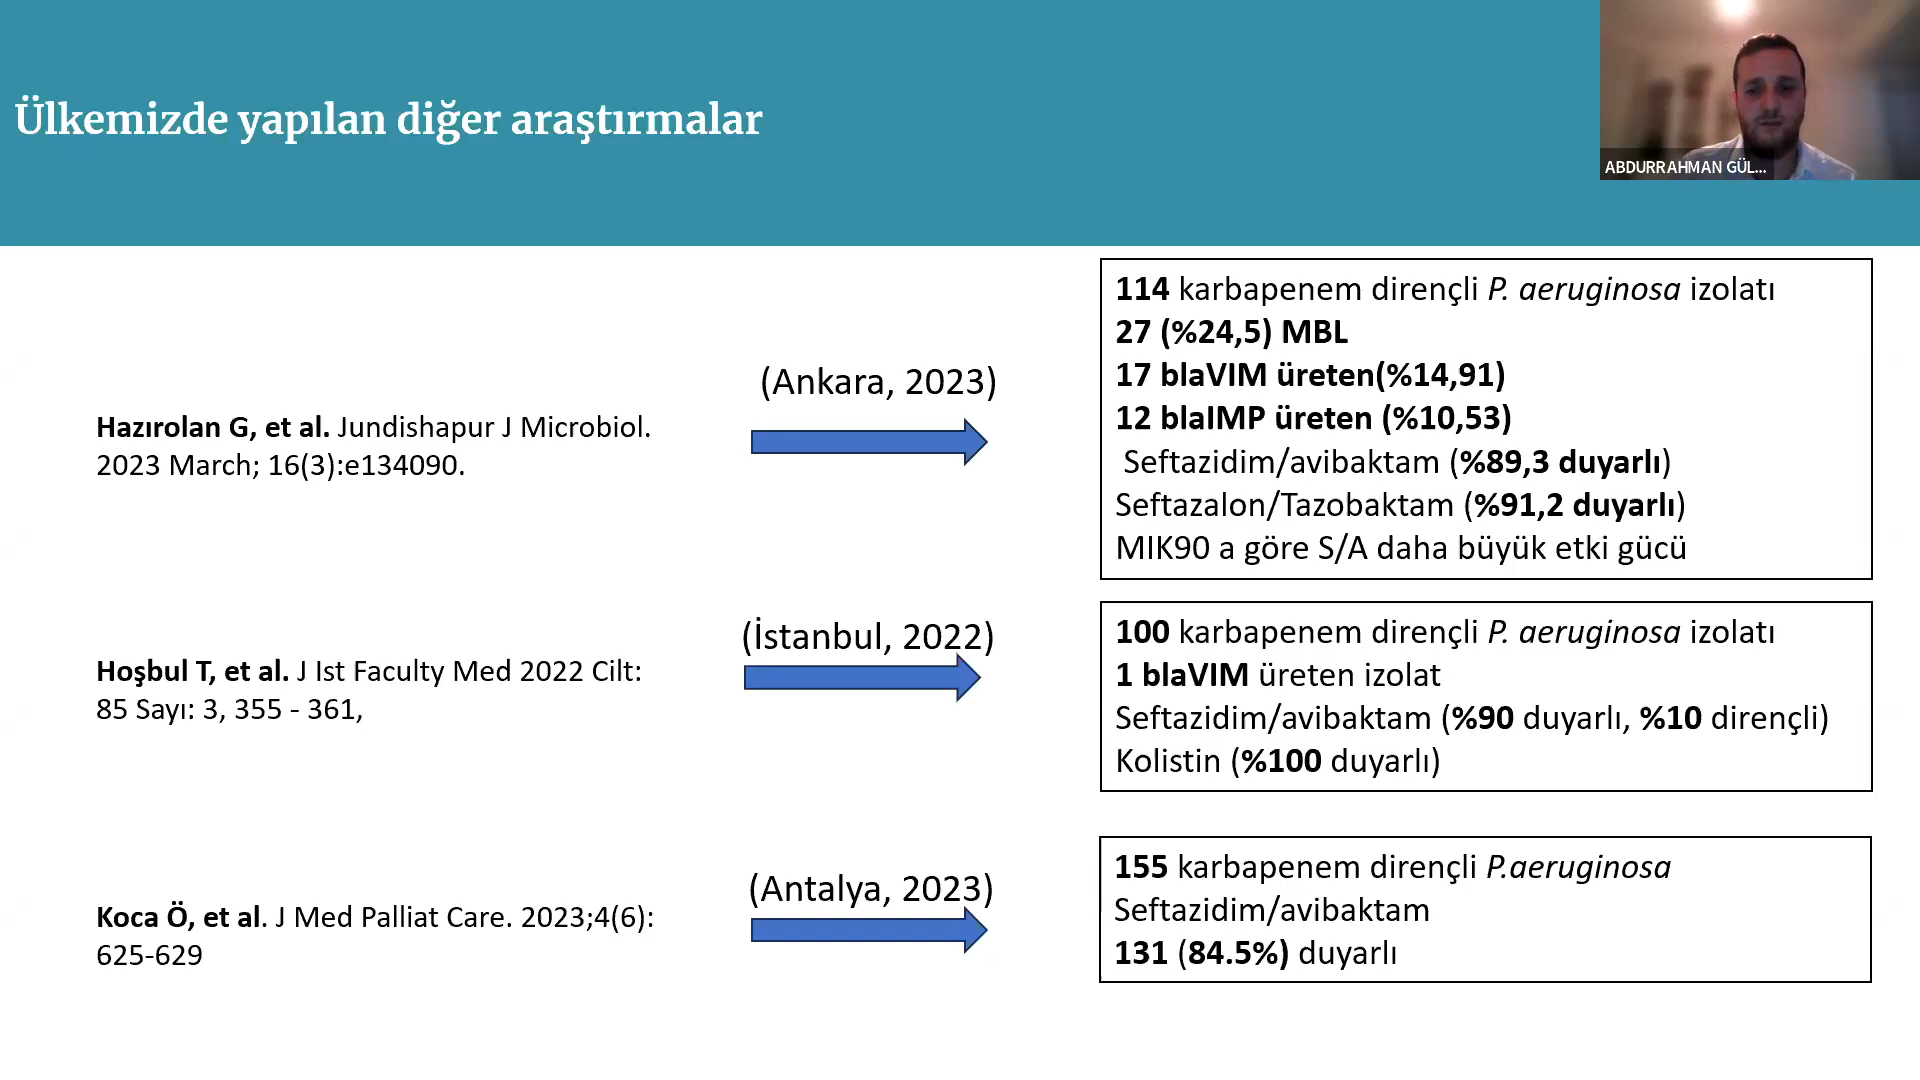 Ülkemizde yapılan diğer araştırmalar
ABDURRAHMAN GÜL...
Hazırolan G, et al. Jundishapur J Microbiol.
2023 March; 16(3):e134090.
(Ankara, 2023)
114 karbapenem dirençli P. aeruginosa izolatı
27 (%24,5) MBL
17 blaVIM üreten(%14,91)
12 blaIMP üreten (%10,53)
Seftazidim/avibaktam (%89,3 duyarlı)
Seftazalon/Tazobaktam (%91,2 duyarlı)
MIK90 a göre S/A daha büyük etki gücü
Hoşbul T, et al. J Ist Faculty Med 2022 Cilt:
85 Sayı: 3, 355 - 361,
(İstanbul, 2022)
100 karbapenem dirençli P. aeruginosa izolatı
1 blaVIM üreten izolat
Seftazidim/avibaktam (%90 duyarlı, %10 dirençli)
Kolistin (%100 duyarlı)
Koca Ö, et al. J Med Palliat Care. 2023;4(6):
625-629
(Antalya, 2023)
155 karbapenem dirençli P.aeruginosa
Seftazidim/avibaktam
131 (84.5%) duyarlı